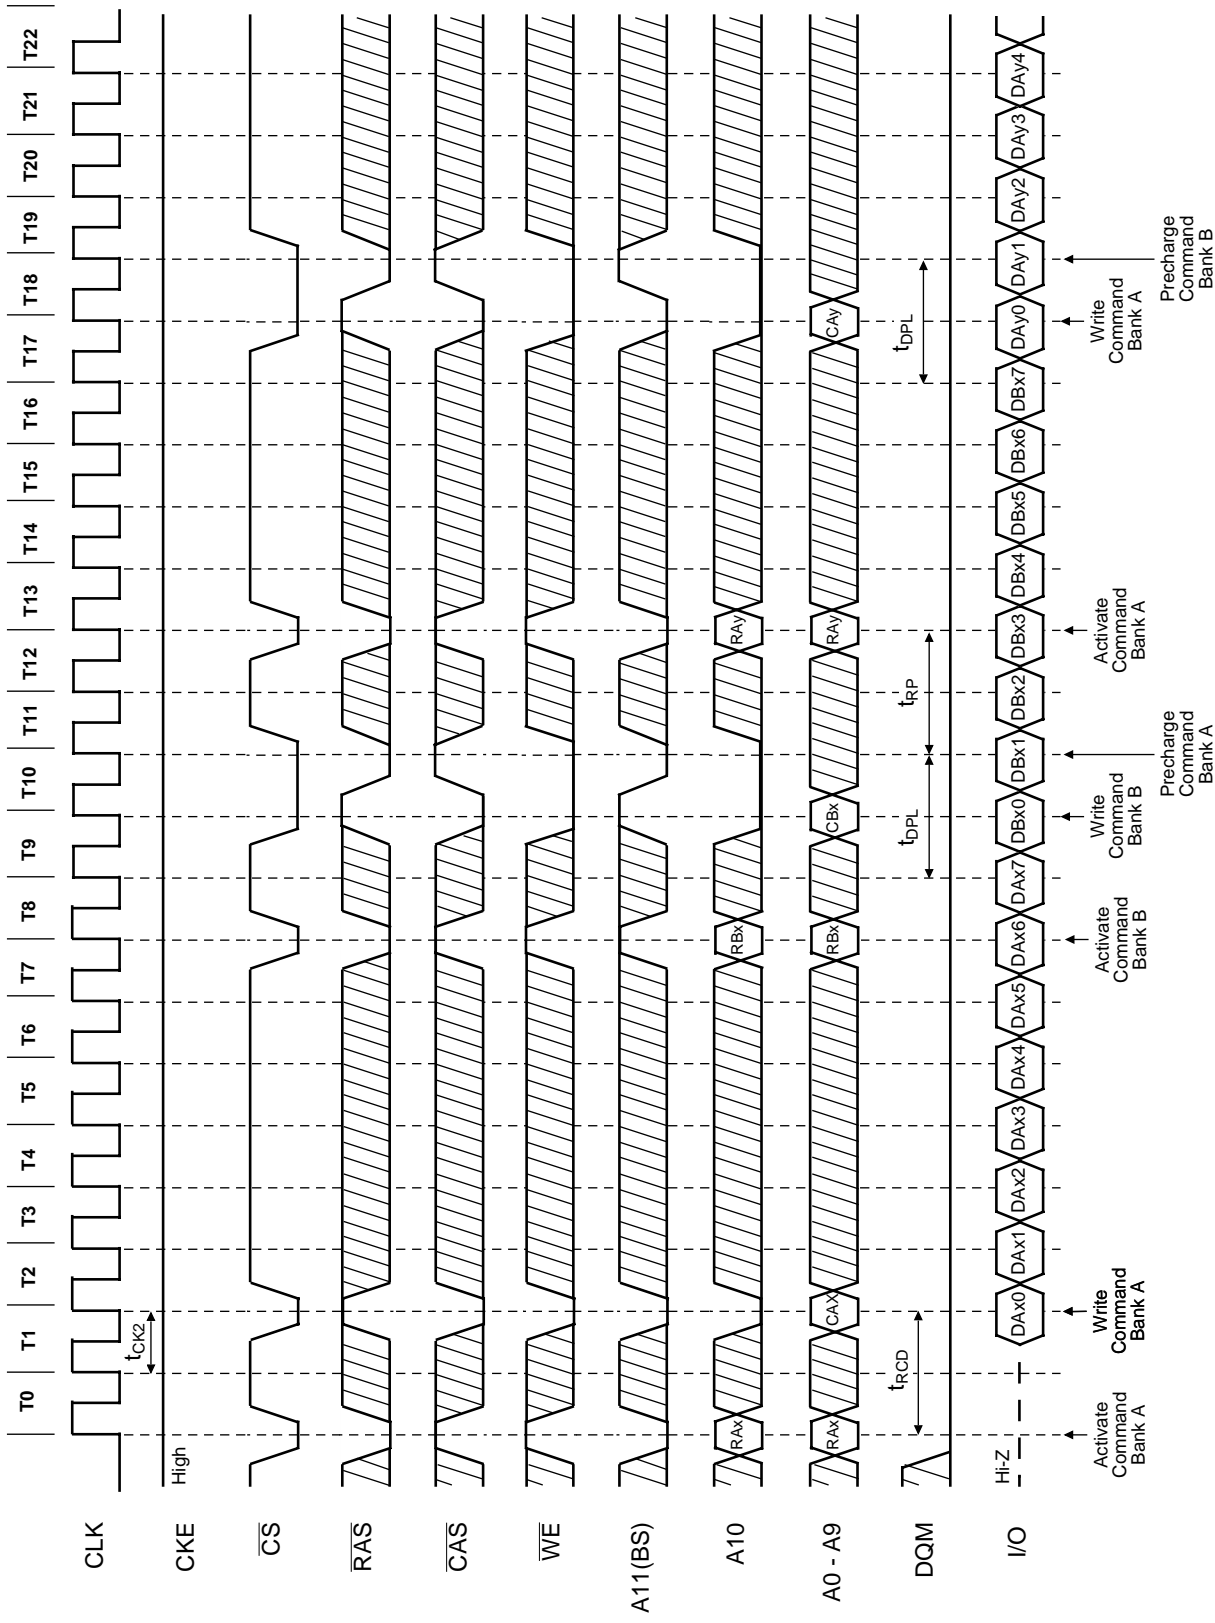 T0 T1 T2 T3 T4 T5 T6 T7 T8 T9 T10 T11 T12 T13 T14 T15 T16 T17 T18 T19 T20 T21 T22
CLK
tCK2
CKE
High
CS
RAS
CAS
WE
A11(BS)
A10
RAx RBx RAy
A0 - A9
RAx CAX RBx CBx RAy CAy
DQM
tRCD tDPL tRP tDPL
I/O
Hi-Z
DAx0 DAx1 DAx2 DAx3 DAx4 DAx5 DAx6 DAx7 DBx0 DBx1 DBx2 DBx3 DBx4 DBx5 DBx6 DBx7 DAy0 DAy1 DAy2 DAy3 DAy4
Activate
Command
Bank A
Write
Command
Bank A
Activate
Command
Bank B
Write
Command
Bank B
Precharge
Command
Bank A
Activate
Command
Bank A
Write
Command
Bank A
Precharge
Command
Bank B